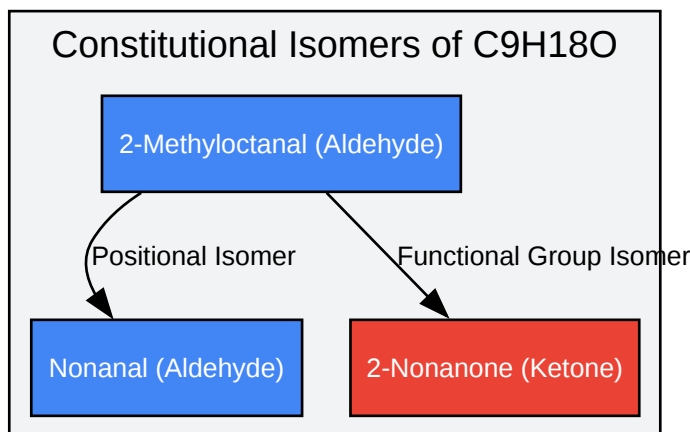 Constitutional Isomers of C9H18O
2-Methyloctanal (Aldehyde)
Positional Isomer
Functional Group Isomer
Nonanal (Aldehyde)
2-Nonanone (Ketone)